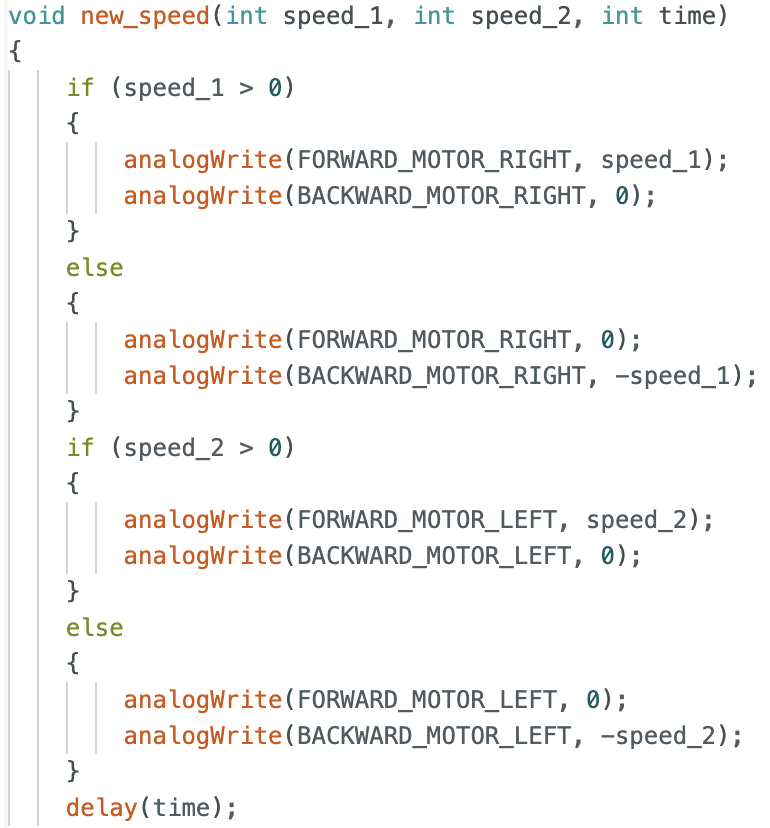 void new_speed(int speed_1, int speed_2, int time)
{
    if (speed_1 > 0)
    {
        analogWrite(FORWARD_MOTOR_RIGHT, speed_1);
        analogWrite(BACKWARD_MOTOR_RIGHT, 0);
    }
    else
    {
        analogWrite(FORWARD_MOTOR_RIGHT, 0);
        analogWrite(BACKWARD_MOTOR_RIGHT, -speed_1);
    }
    if (speed_2 > 0)
    {
        analogWrite(FORWARD_MOTOR_LEFT, speed_2);
        analogWrite(BACKWARD_MOTOR_LEFT, 0);
    }
    else
    {
        analogWrite(FORWARD_MOTOR_LEFT, 0);
        analogWrite(BACKWARD_MOTOR_LEFT, -speed_2);
    }
    delay(time);